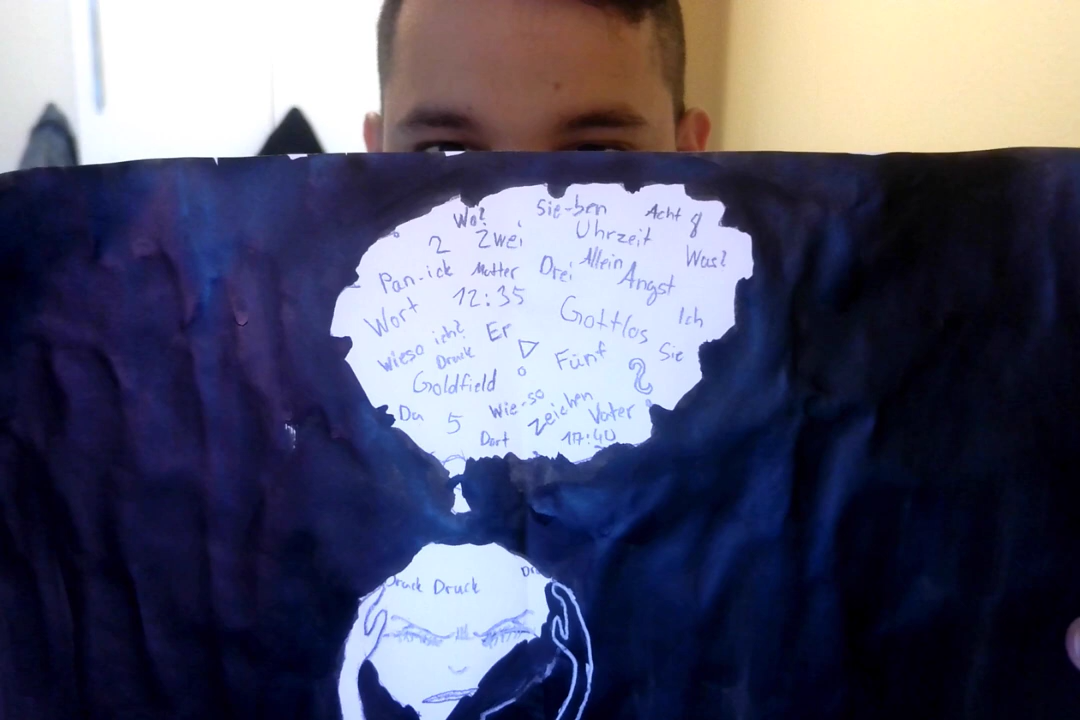 Wo? Sie-ben Acht 8
2 Zwei Uhrzeit Was?
Pan-ick Mutter Drei Allein Angst
Wort 12:35 Gottlos Ich
Wieso ich? Er
Druck Fünf Sie
Goldfield
Da 5 Wie-so Zeichen Vater
Dort 17:40
Druck Druck